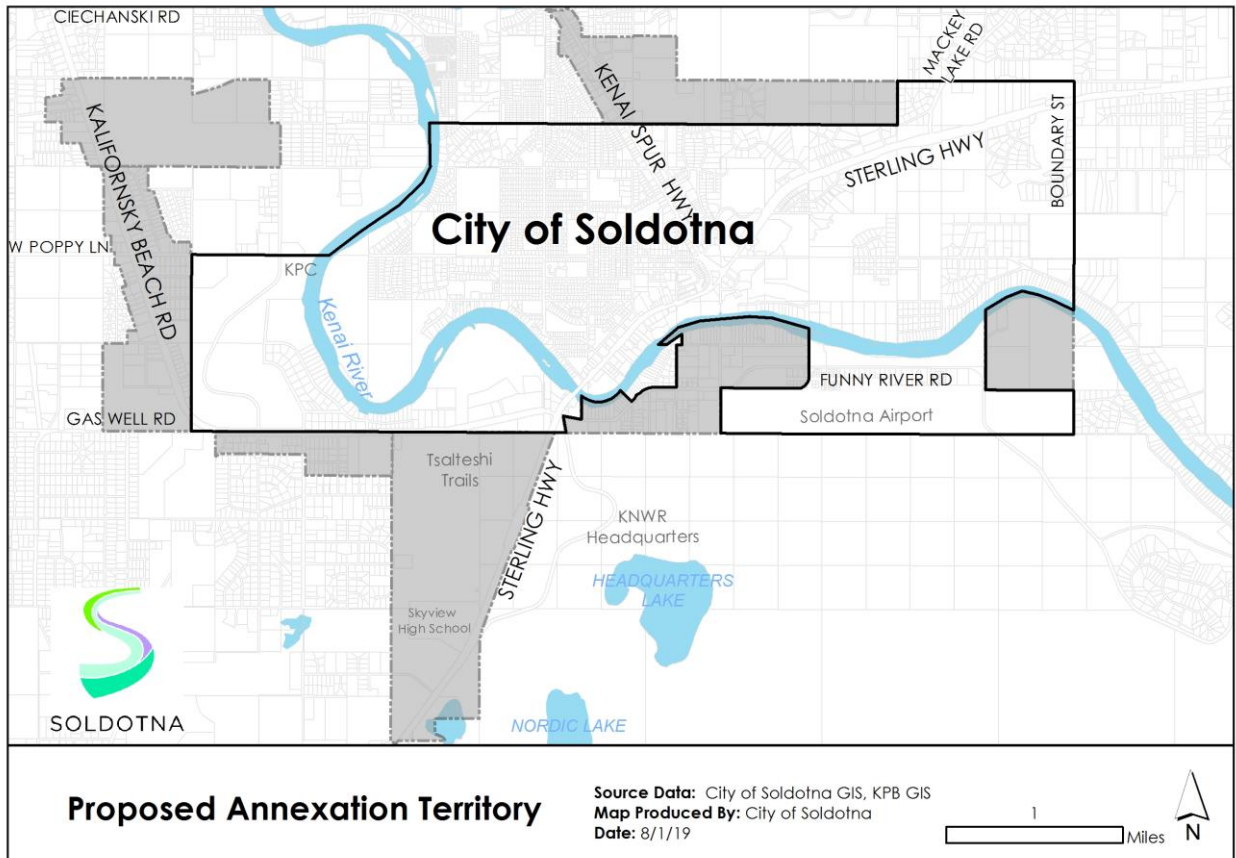 CIECHANSKI RD
MACKEY
LAKE RD
KENAI SPUR HWY
KALIFORNSKY BEACH RD
STERLING HWY
BOUNDARY ST
City of Soldotna
W POPPY LN
KPC
Kenai River
FUNNY RIVER RD
GAS WELL RD
Soldotna Airport
Tsalteshi
Trails
STERLING HWY
KNWR
Headquarters
HEADQUARTERS
LAKE
Skyview
High School
SOLDOTNA
NORDIC LAKE
Proposed Annexation Territory
Source Data: City of Soldotna GIS, KPB GIS
Map Produced By: City of Soldotna
Date: 8/1/19
1
Miles
N